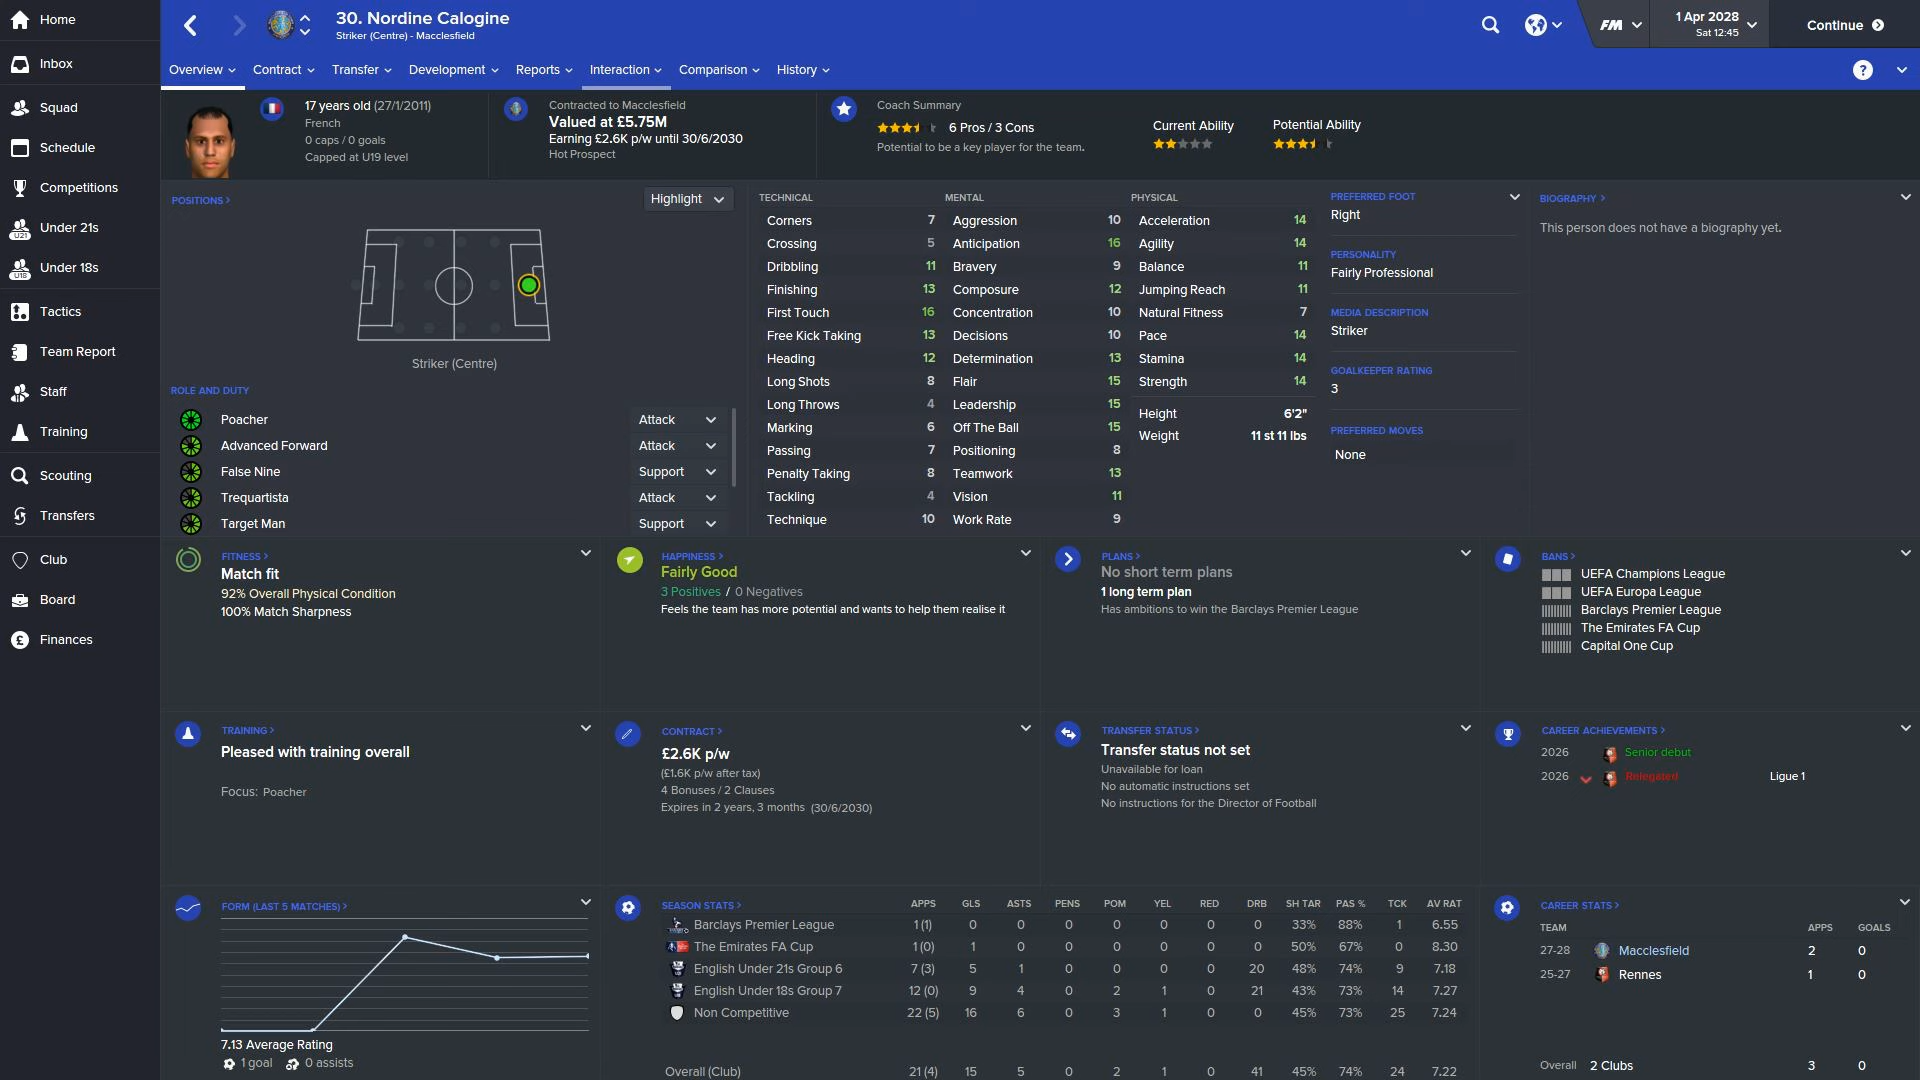 Home
Inbox
Squad
Schedule
Competitions
Under 21s
Under 18s
Tactics
Team Report
Staff
Training
Scouting
Transfers
Club
Board
Finances
30. Nordine Calogine
Striker (Centre) - Macclesfield
FM
1 Apr 2028
Sat 12:45
Continue
Overview Contract Transfer Development Reports Interaction Comparison History
?
17 years old (27/1/2011)
French
0 caps / 0 goals
Capped at U19 level
Contracted to Macclesfield
Valued at £5.75M
Earning £2.6K p/w until 30/6/2030
Hot Prospect
Coach Summary
6 Pros / 3 Cons
Potential to be a key player for the team.
Current Ability
Potential Ability
POSITIONS >
Highlight
Striker (Centre)
ROLE AND DUTY
Poacher Attack
Advanced Forward Attack
False Nine Support
Trequartista Attack
Target Man Support
TECHNICAL
Corners 7
Crossing 5
Dribbling 11
Finishing 13
First Touch 16
Free Kick Taking 13
Heading 12
Long Shots 8
Long Throws 4
Marking 6
Passing 7
Penalty Taking 8
Tackling 4
Technique 10
MENTAL
Aggression 10
Anticipation 16
Bravery 9
Composure 12
Concentration 10
Decisions 10
Determination 13
Flair 15
Leadership 15
Off The Ball 15
Positioning 8
Teamwork 13
Vision 11
Work Rate 9
PHYSICAL
Acceleration 14
Agility 14
Balance 11
Jumping Reach 11
Natural Fitness 7
Pace 14
Stamina 14
Strength 14
Height 6'2"
Weight 11 st 11 lbs
PREFERRED FOOT
Right
PERSONALITY
Fairly Professional
MEDIA DESCRIPTION
Striker
GOALKEEPER RATING
3
PREFERRED MOVES
None
BIOGRAPHY >
This person does not have a biography yet.
FITNESS >
Match fit
92% Overall Physical Condition
100% Match Sharpness
HAPPINESS >
Fairly Good
3 Positives / 0 Negatives
Feels the team has more potential and wants to help them realise it
PLANS >
No short term plans
1 long term plan
Has ambitions to win the Barclays Premier League
BANS >
UEFA Champions League
UEFA Europa League
Barclays Premier League
The Emirates FA Cup
Capital One Cup
TRAINING >
Pleased with training overall
Focus: Poacher
CONTRACT >
£2.6K p/w
(£1.6K p/w after tax)
4 Bonuses / 2 Clauses
Expires in 2 years, 3 months (30/6/2030)
TRANSFER STATUS >
Transfer status not set
Unavailable for loan
No automatic instructions set
No instructions for the Director of Football
CAREER ACHIEVEMENTS >
2026 Senior debut
2026 Relegated Ligue 1
FORM (LAST 5 MATCHES) >
7.13 Average Rating
1 goal 0 assists
SEASON STATS > APPS GLS ASTS PENS POM YEL RED DRB SH TAR PAS % TCK AV RAT
Barclays Premier League 1 (1) 0 0 0 0 0 0 0 33% 88% 1 6.55
The Emirates FA Cup 1 (0) 1 0 0 0 0 0 0 50% 67% 0 8.30
English Under 21s Group 6 7 (3) 5 1 0 0 0 0 20 48% 74% 9 7.18
English Under 18s Group 7 12 (0) 9 4 0 2 1 0 21 43% 73% 14 7.27
Non Competitive 22 (5) 16 6 0 3 1 0 0 45% 73% 25 7.24
Overall (Club) 21 (4) 15 5 0 2 1 0 41 45% 74% 24 7.22
CAREER STATS >
TEAM APPS GOALS
27-28 Macclesfield 2 0
25-27 Rennes 1 0
Overall 2 Clubs 3 0